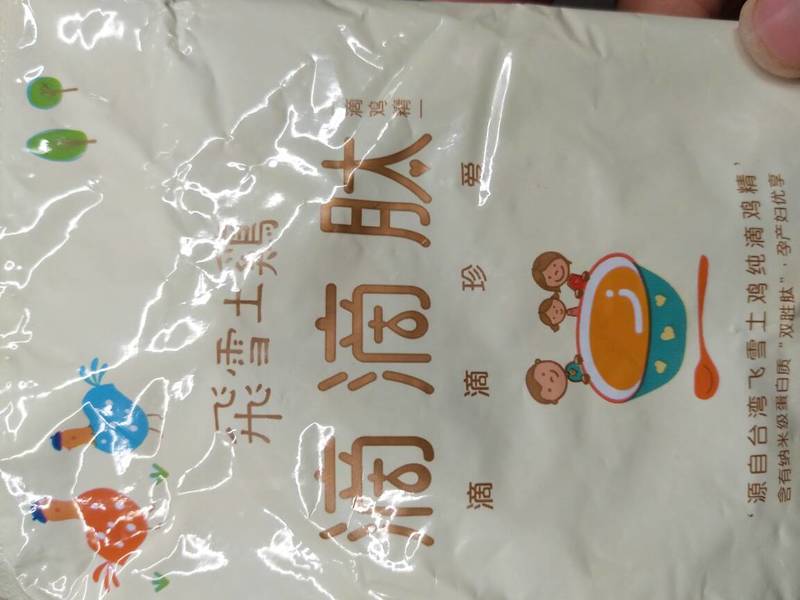 飛雪土鷄
滴滴肽
滴鸡精
滴滴珍爱
‘源自台湾飞雪土鸡纯滴鸡精’
含有纳米级蛋白质“双胜肽”，孕产妇优享